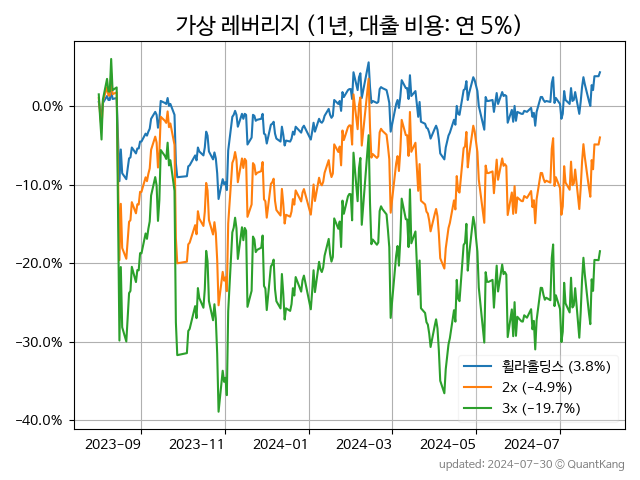 가상 레버리지 (1년, 대출 비용: 연 5%)
0.0%
−10.0%
−20.0%
−30.0%
−40.0%
휠라홀딩스 (3.8%)
2x (−4.9%)
3x (−19.7%)
2023-09 2023-11 2024-01 2024-03 2024-05 2024-07
updated: 2024-07-30 © QuantKang